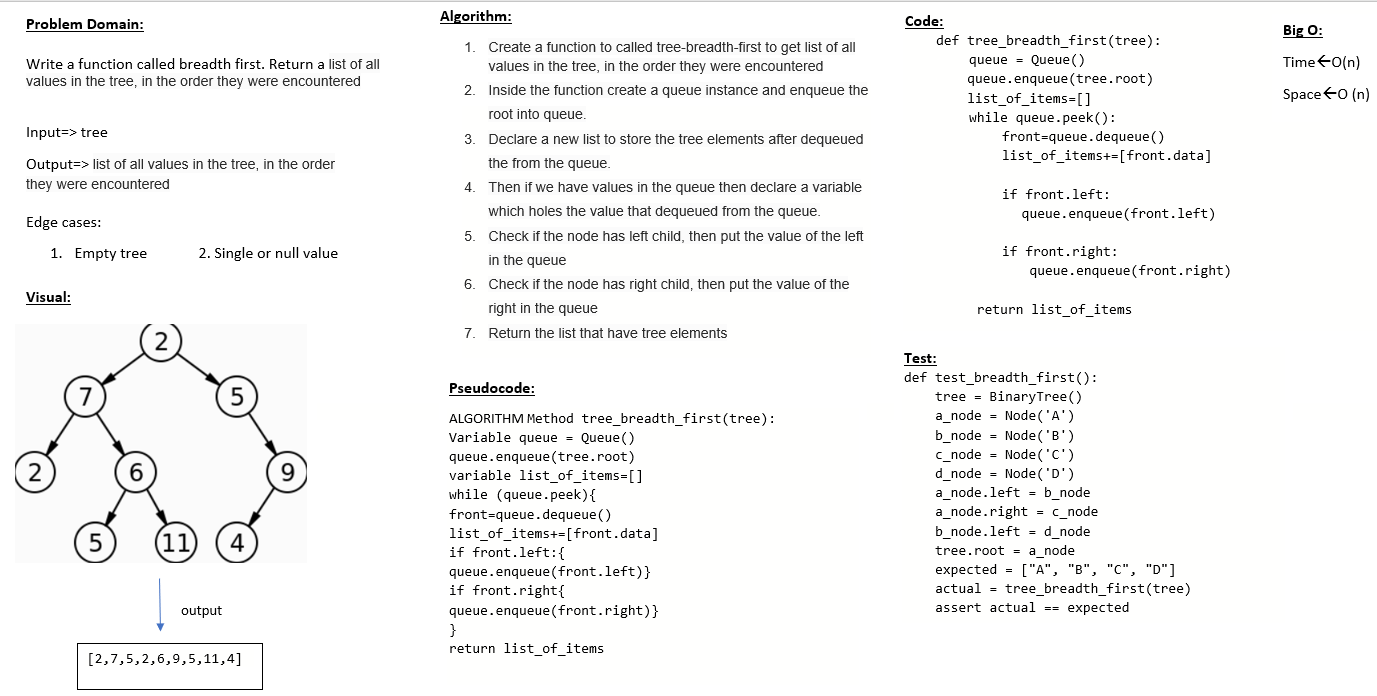 Problem Domain:
Write a function called breadth first. Return a list of all
values in the tree, in the order they were encountered
Input=> tree
Output=> list of all values in the tree, in the order
they were encountered
Edge cases:
1. Empty tree 2. Single or null value
Visual:
2
7 5
2 6 9
5 11 4
output
[2,7,5,2,6,9,5,11,4]
Algorithm:
1. Create a function to called tree-breadth-first to get list of all
values in the tree, in the order they were encountered
2. Inside the function create a queue instance and enqueue the
root into queue.
3. Declare a new list to store the tree elements after dequeued
the from the queue.
4. Then if we have values in the queue then declare a variable
which holes the value that dequeued from the queue.
5. Check if the node has left child, then put the value of the left
in the queue
6. Check if the node has right child, then put the value of the
right in the queue
7. Return the list that have tree elements
Pseudocode:
ALGORITHM Method tree_breadth_first(tree):
Variable queue = Queue()
queue.enqueue(tree.root)
variable list_of_items=[]
while (queue.peek){
front=queue.dequeue()
list_of_items+=[front.data]
if front.left:{
queue.enqueue(front.left)}
if front.right{
queue.enqueue(front.right)}
}
return list_of_items
Code:
def tree_breadth_first(tree):
queue = Queue()
queue.enqueue(tree.root)
list_of_items=[]
while queue.peek():
front=queue.dequeue()
list_of_items+=[front.data]
if front.left:
queue.enqueue(front.left)
if front.right:
queue.enqueue(front.right)
return list_of_items
Test:
def test_breadth_first():
tree = BinaryTree()
a_node = Node('A')
b_node = Node('B')
c_node = Node('C')
d_node = Node('D')
a_node.left = b_node
a_node.right = c_node
b_node.left = d_node
tree.root = a_node
expected = ["A", "B", "C", "D"]
actual = tree_breadth_first(tree)
assert actual == expected
Big O:
Time←O(n)
Space←O (n)